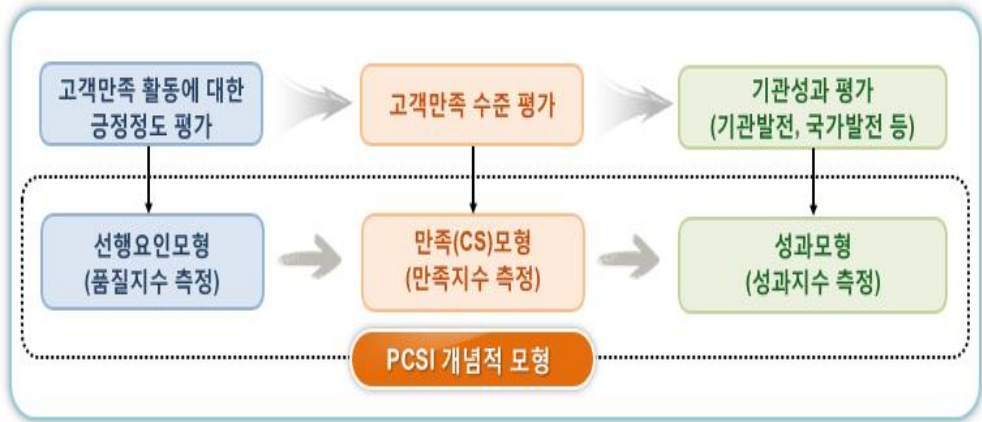 고객만족 활동에 대한
긍정정도 평가
고객만족 수준 평가
기관성과 평가
(기관발전, 국가발전 등)
선행요인모형
(품질지수 측정)
만족(CS)모형
(만족지수 측정)
성과모형
(성과지수 측정)
PCSI 개념적 모형